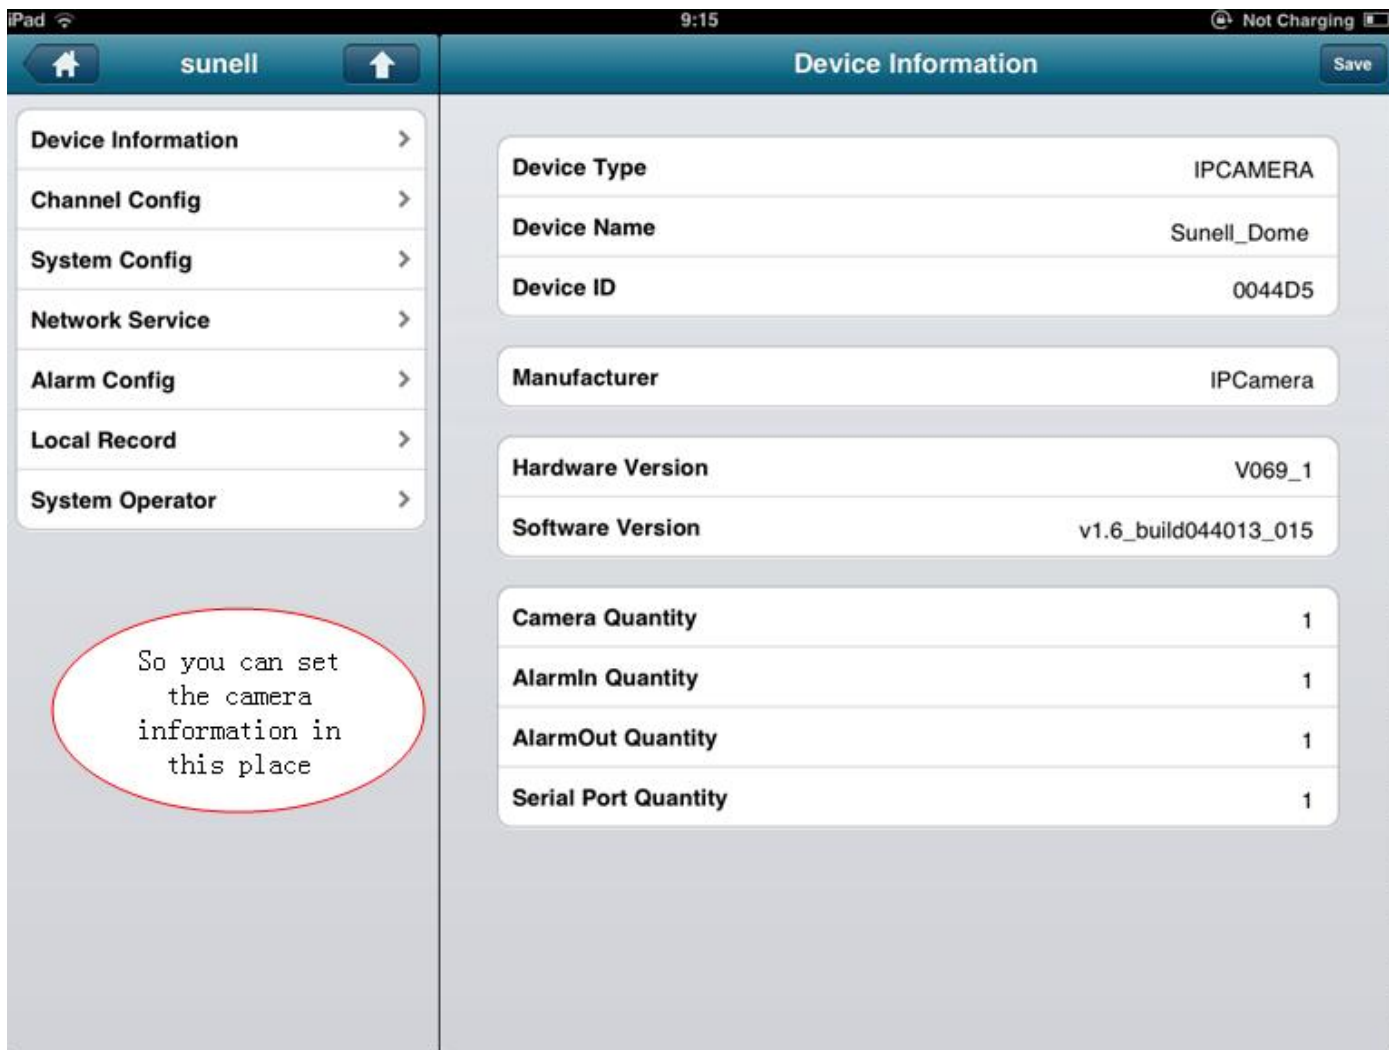 iPad 9:15 Not Charging
sunell
Device Information
Save
Device Information
Channel Config
System Config
Network Service
Alarm Config
Local Record
System Operator
So you can set
the camera
information in
this place
Device Type IPCAMERA
Device Name Sunell_Dome
Device ID 0044D5
Manufacturer IPCamera
Hardware Version V069_1
Software Version v1.6_build044013_015
Camera Quantity 1
AlarmIn Quantity 1
AlarmOut Quantity 1
Serial Port Quantity 1